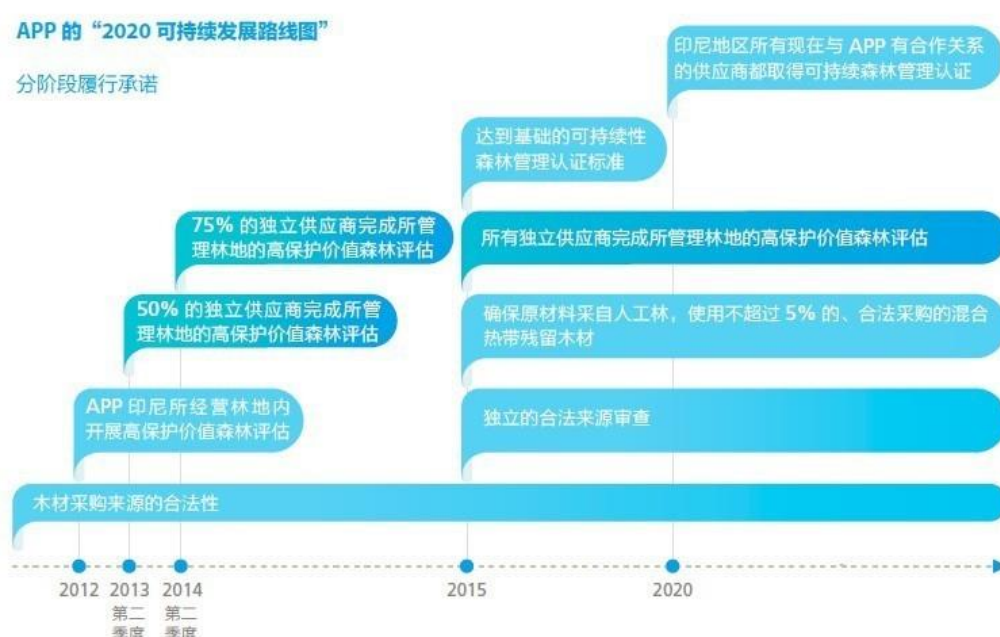 APP 的“2020 可持续发展路线图”
分阶段履行承诺
印尼地区所有现在与 APP 有合作关系
的供应商都取得可持续森林管理认证
达到基础的可持续性
森林管理认证标准
75% 的独立供应商完成所管
理林地的高保护价值森林评估
所有独立供应商完成所管理林地的高保护价值森林评估
50% 的独立供应商完成所管
理林地的高保护价值森林评估
确保原材料采自人工林，使用不超过 5% 的、合法采购的混合
热带残留木材
APP 印尼所经营林地内
开展高保护价值森林评估
独立的合法来源审查
木材采购来源的合法性
2012 2013 2014 2015 2020
第二 第二
季度 季度